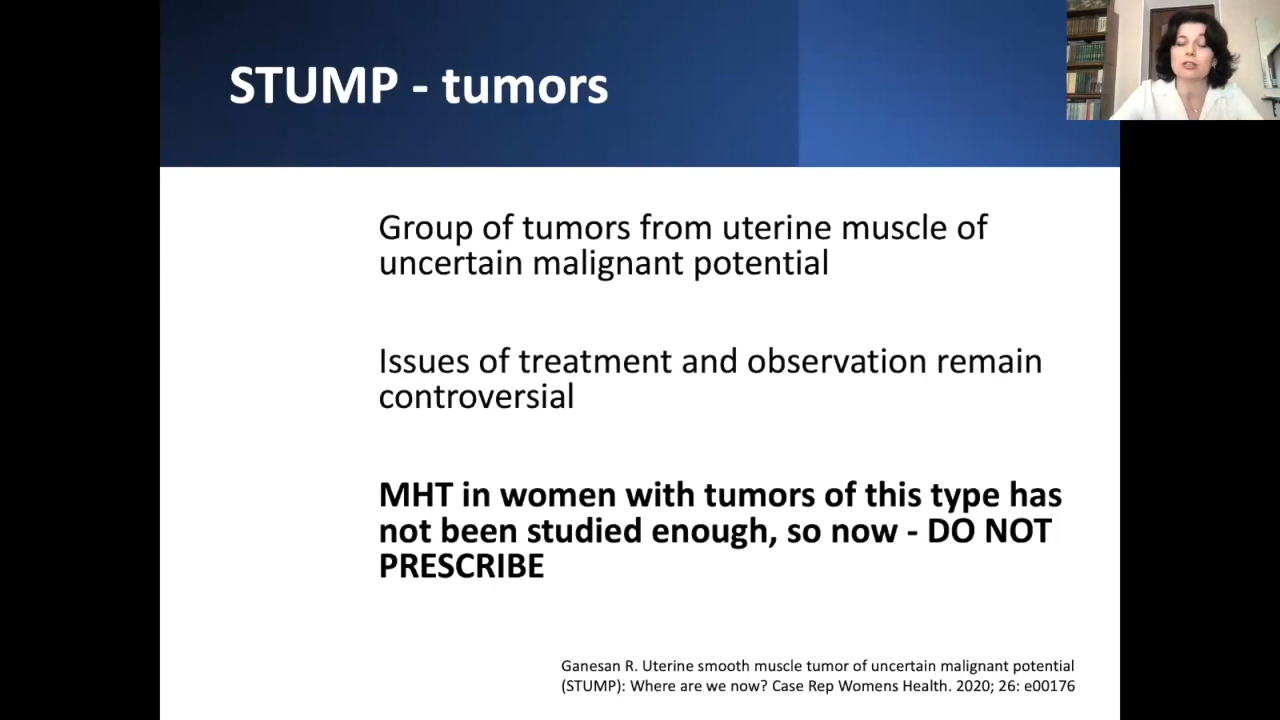 STUMP - tumors
Group of tumors from uterine muscle of
uncertain malignant potential
Issues of treatment and observation remain
controversial
MHT in women with tumors of this type has
not been studied enough, so now - DO NOT
PRESCRIBE
Ganesan R. Uterine smooth muscle tumor of uncertain malignant potential
(STUMP): Where are we now? Case Rep Womens Health. 2020; 26: e00176